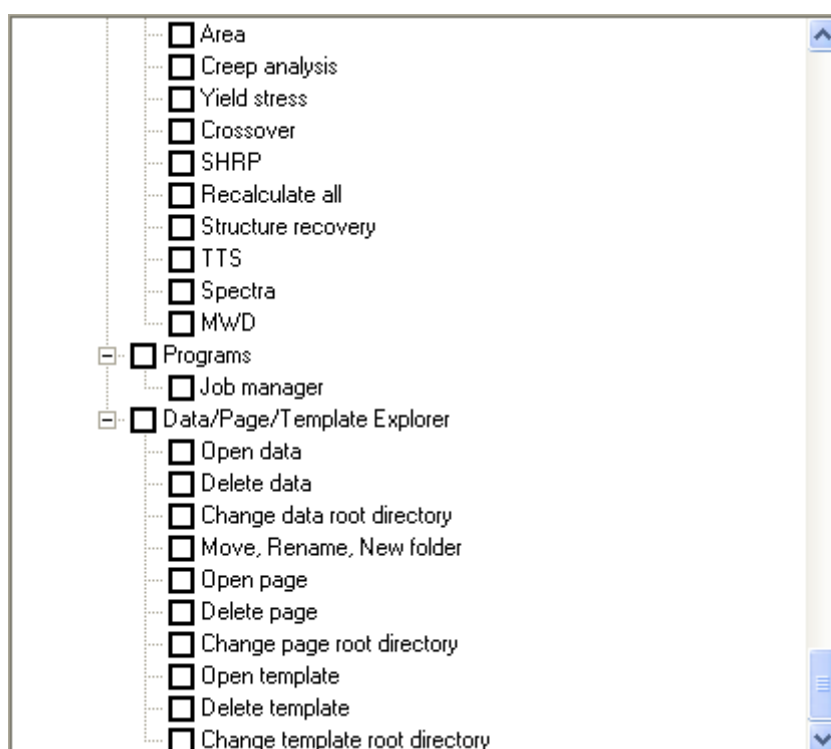 Area
Creep analysis
Yield stress
Crossover
SHRP
Recalculate all
Structure recovery
TTS
Spectra
MWD
Programs
Job manager
Data/Page/Template Explorer
Open data
Delete data
Change data root directory
Move, Rename, New folder
Open page
Delete page
Change page root directory
Open template
Delete template
Change template root directory